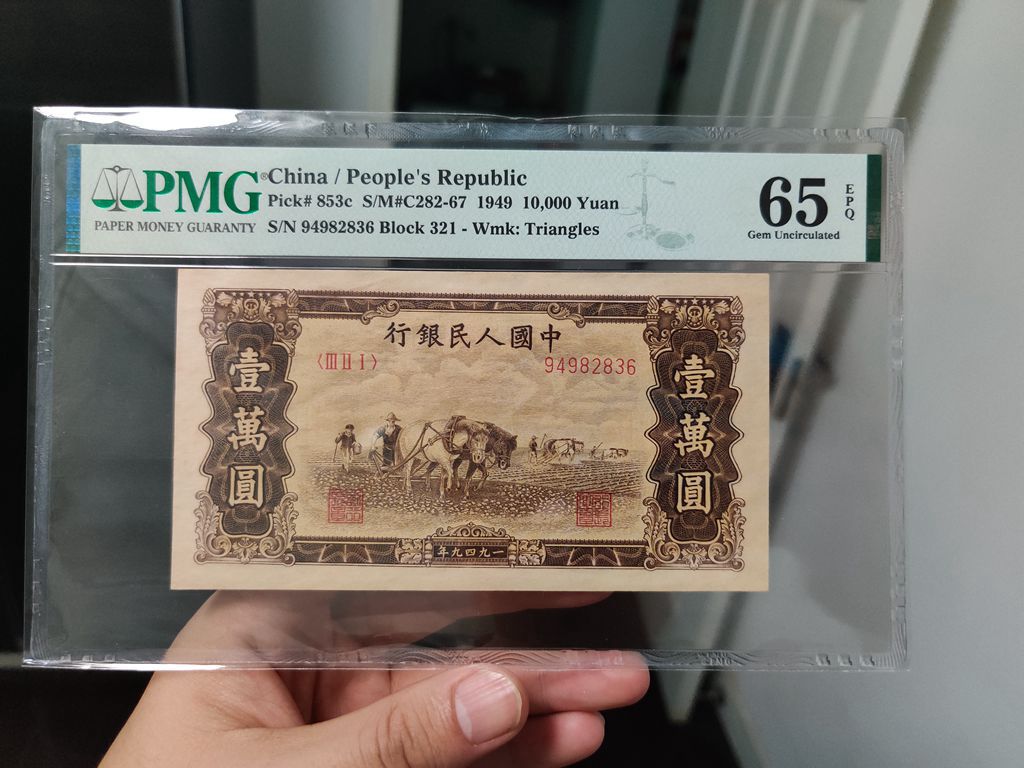 PMG®
PAPER MONEY GUARANTY
China / People's Republic
Pick# 853c S/M#C282-67 1949 10,000 Yuan
S/N 94982836 Block 321 - Wmk: Triangles
65
EPQ
Gem Uncirculated
行銀民人國中
〈III II I〉
94982836
壹萬圓
壹萬圓
年九四九一